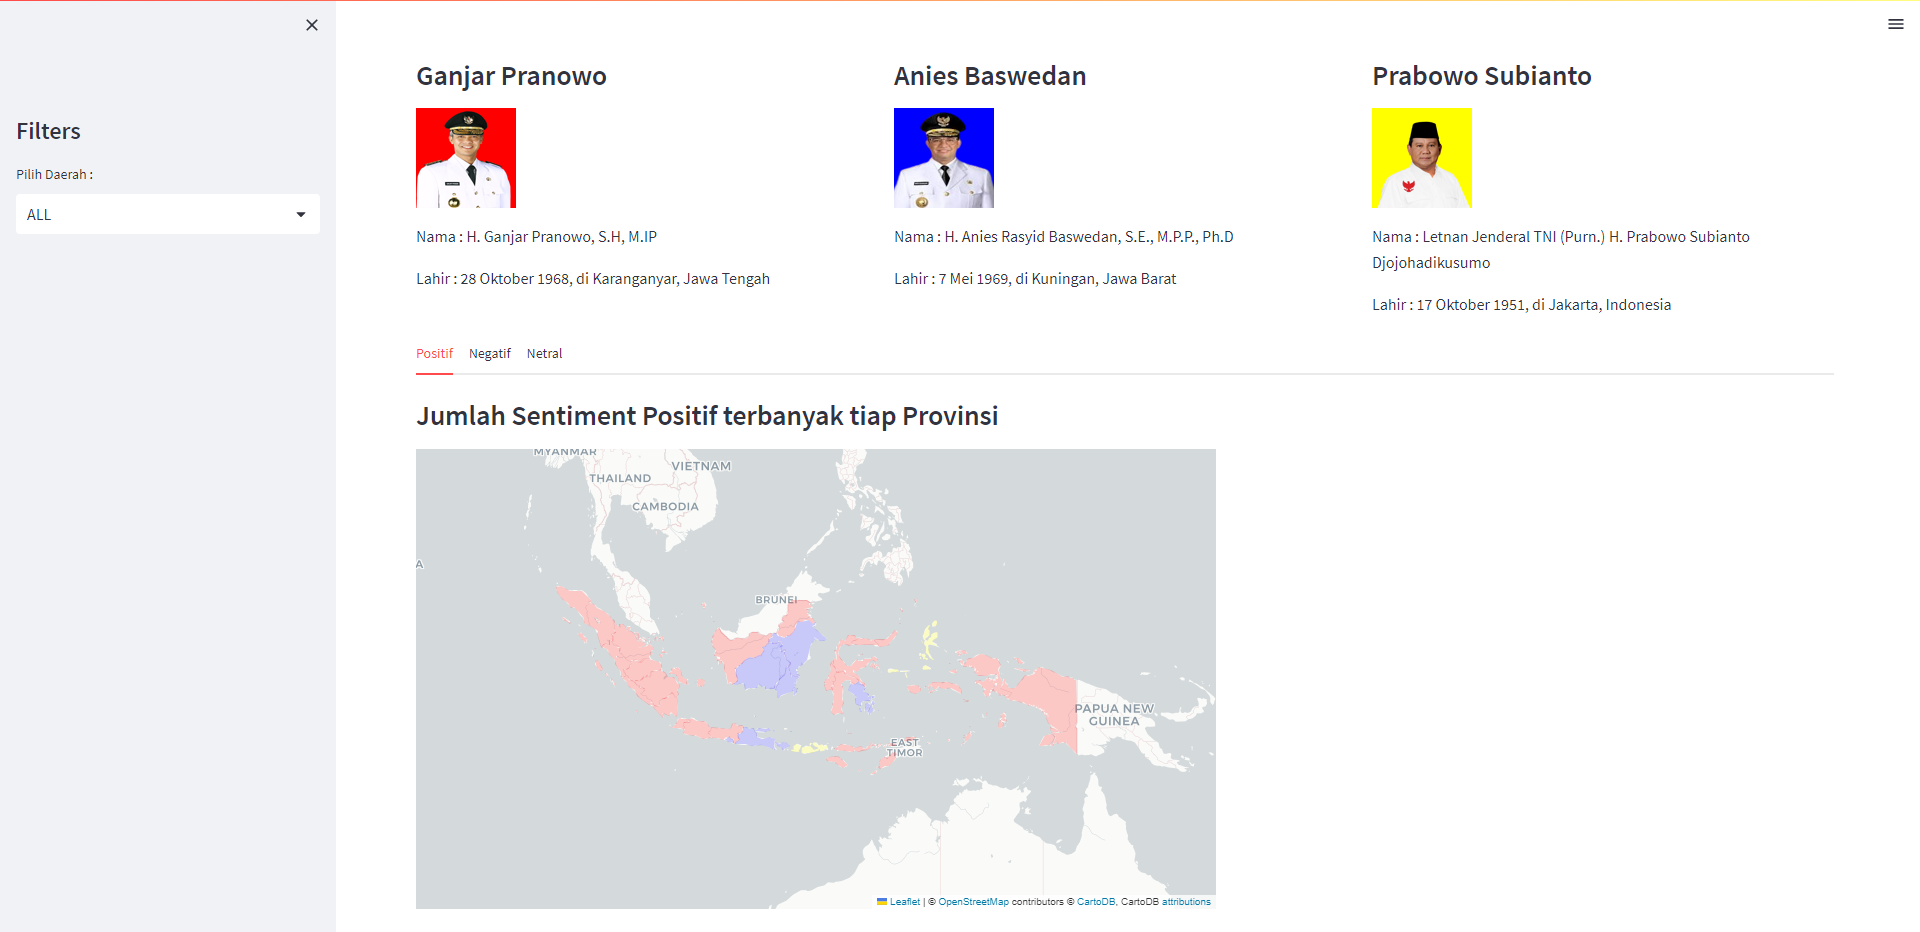 Filters
Pilih Daerah :
ALL
Ganjar Pranowo
Nama : H. Ganjar Pranowo, S.H, M.IP
Lahir : 28 Oktober 1968, di Karanganyar, Jawa Tengah
Anies Baswedan
Nama : H. Anies Rasyid Baswedan, S.E., M.P.P., Ph.D
Lahir : 7 Mei 1969, di Kuningan, Jawa Barat
Prabowo Subianto
Nama : Letnan Jenderal TNI (Purn.) H. Prabowo Subianto
Djojohadikusumo
Lahir : 17 Oktober 1951, di Jakarta, Indonesia
Positif Negatif Netral
Jumlah Sentiment Positif terbanyak tiap Provinsi
MYANMAR
VIETNAM
THAILAND
CAMBODIA
A
BRUNEI
PAPUA NEW
GUINEA
EAST
TIMOR
Leaflet | © OpenStreetMap contributors © CartoDB, CartoDB attributions